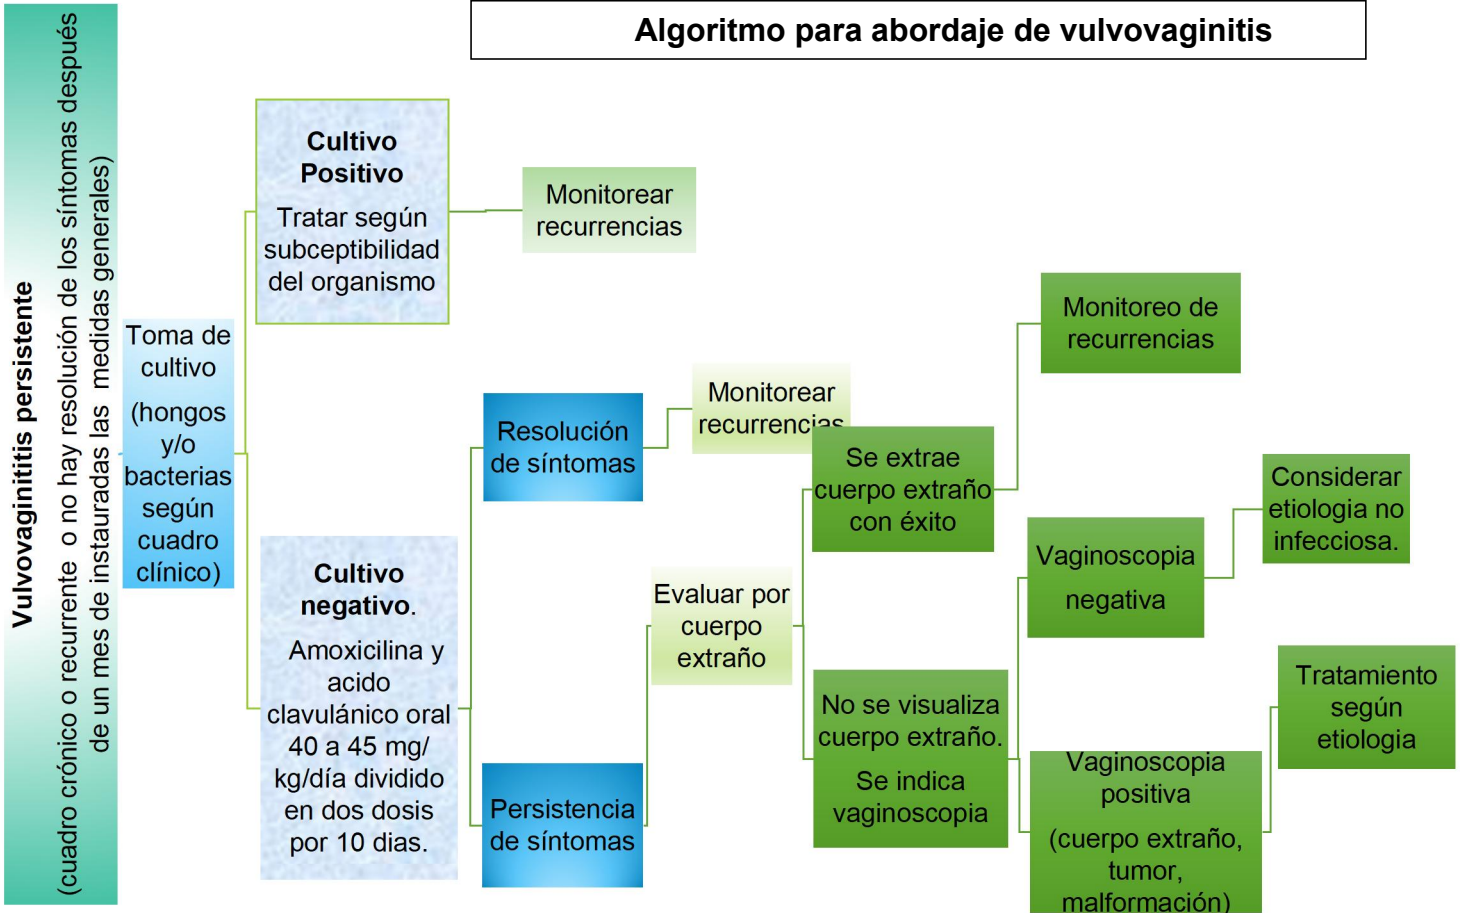 Algoritmo para abordaje de vulvovaginitis
Vulvovaginititis persistente
(cuadro crónico o recurrente o no hay resolución de los síntomas después
de un mes de instauradas las medidas generales)
Toma de
cultivo
(hongos
y/o
bacterias
según
cuadro
clínico)
Cultivo
Positivo
Tratar según
subceptibilidad
del organismo
Monitorear
recurrencias
Cultivo
negativo.
Amoxicilina y
acido
clavulánico oral
40 a 45 mg/
kg/día dividido
en dos dosis
por 10 dias.
Resolución
de síntomas
Monitorear
recurrencias
Persistencia
de síntomas
Evaluar por
cuerpo
extraño
Se extrae
cuerpo extraño
con éxito
Monitoreo de
recurrencias
No se visualiza
cuerpo extraño.
Se indica
vaginoscopia
Vaginoscopia
negativa
Considerar
etiologia no
infecciosa.
Vaginoscopia
positiva
(cuerpo extraño,
tumor,
malformación)
Tratamiento
según
etiologia